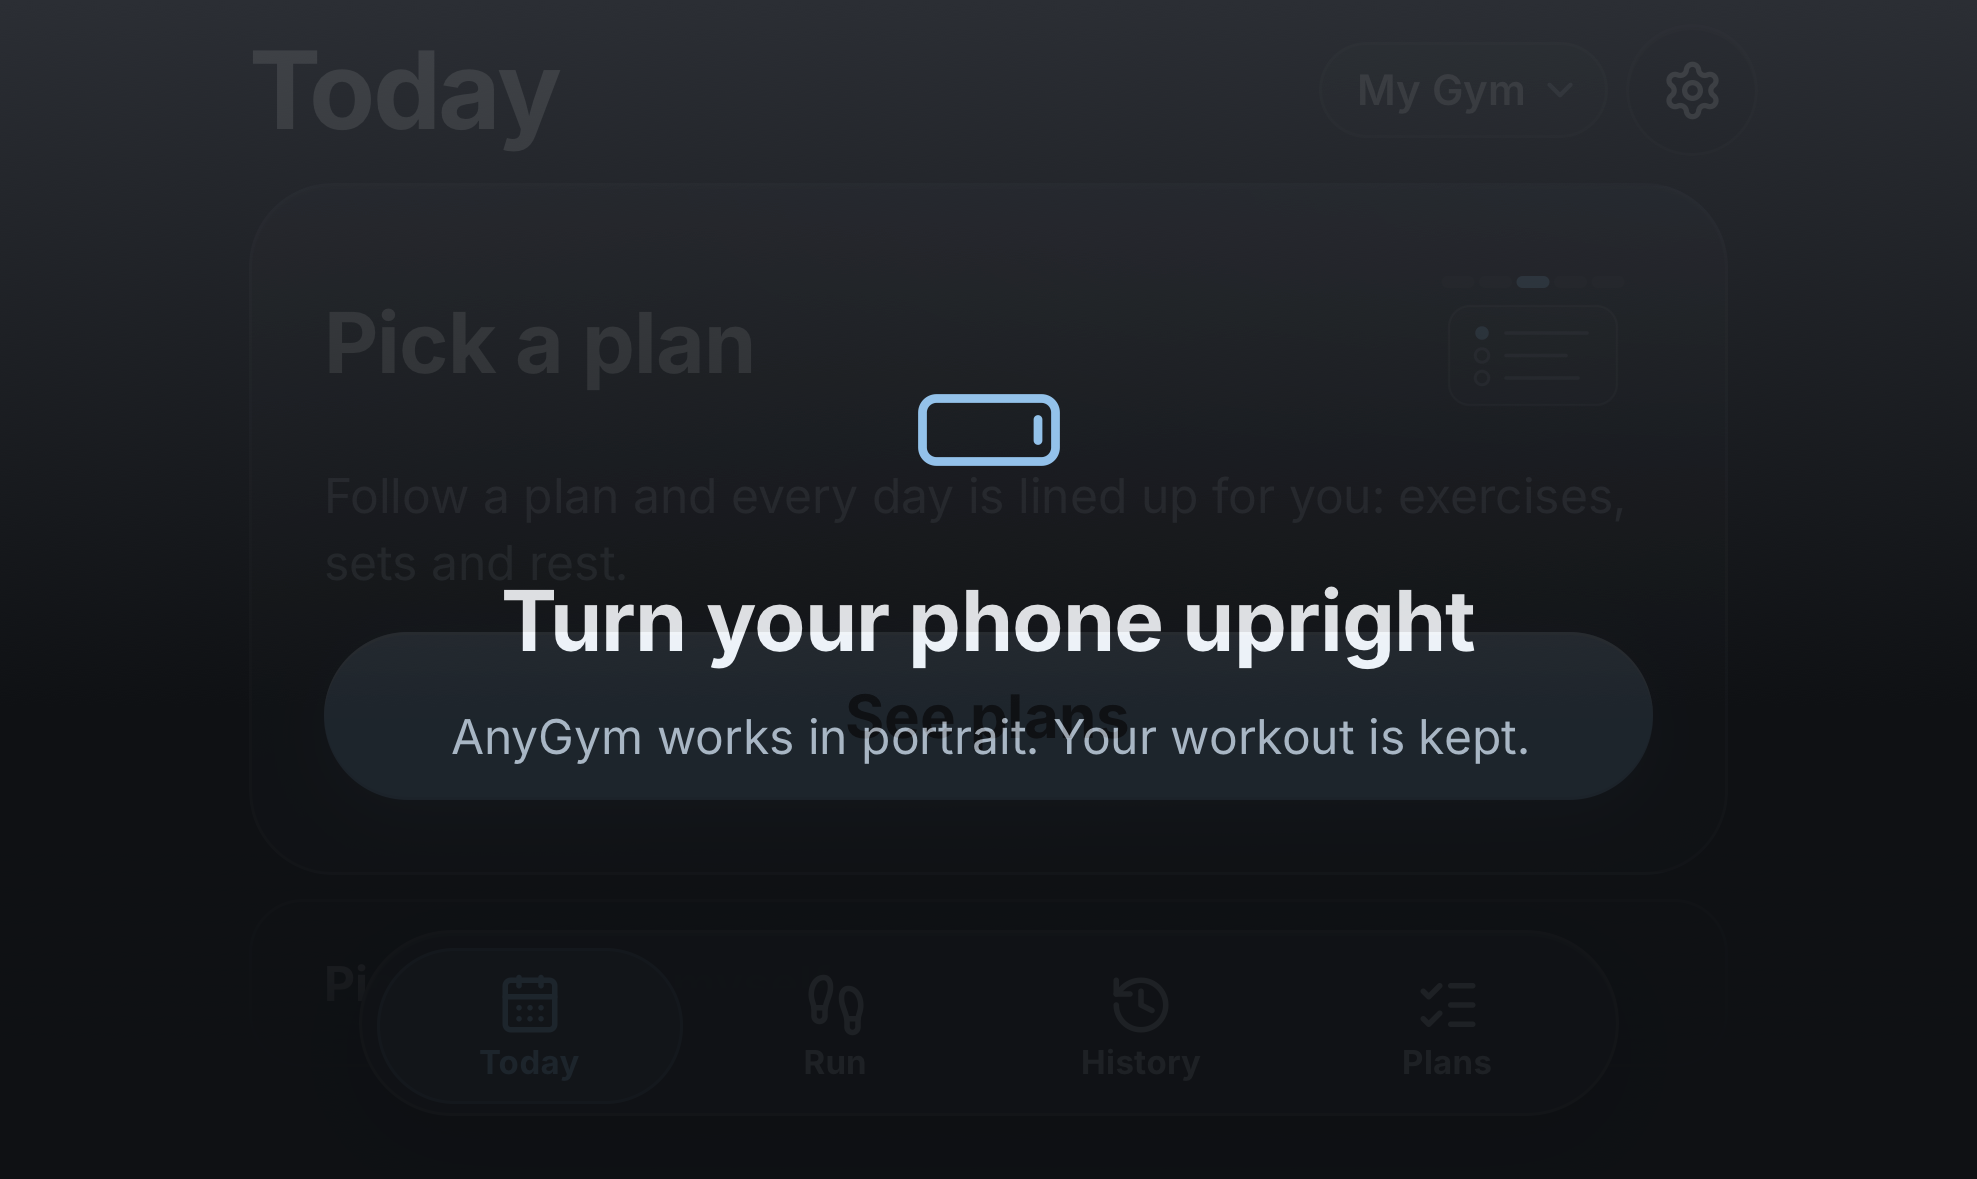 Today
My Gym
Pick a plan
Follow a plan and every day is lined up for you: exercises,
sets and rest.
Turn your phone upright
See plans
AnyGym works in portrait. Your workout is kept.
Pi
Today
Run
History
Plans